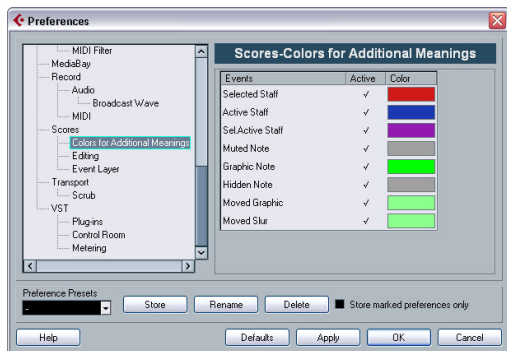 Preferences
MIDI Filter
MediaBay
Record
Audio
Broadcast Wave
MIDI
Scores
Colors for Additional Meanings
Editing
Event Layer
Transport
Scrub
VST
Plug-ins
Control Room
Metering
Scores-Colors for Additional Meanings
Events Active Color
Selected Staff √
Active Staff √
Sel.Active Staff √
Muted Note √
Graphic Note √
Hidden Note √
Moved Graphic √
Moved Slur √
Preference Presets
-
Store Rename Delete Store marked preferences only
Help Defaults Apply OK Cancel